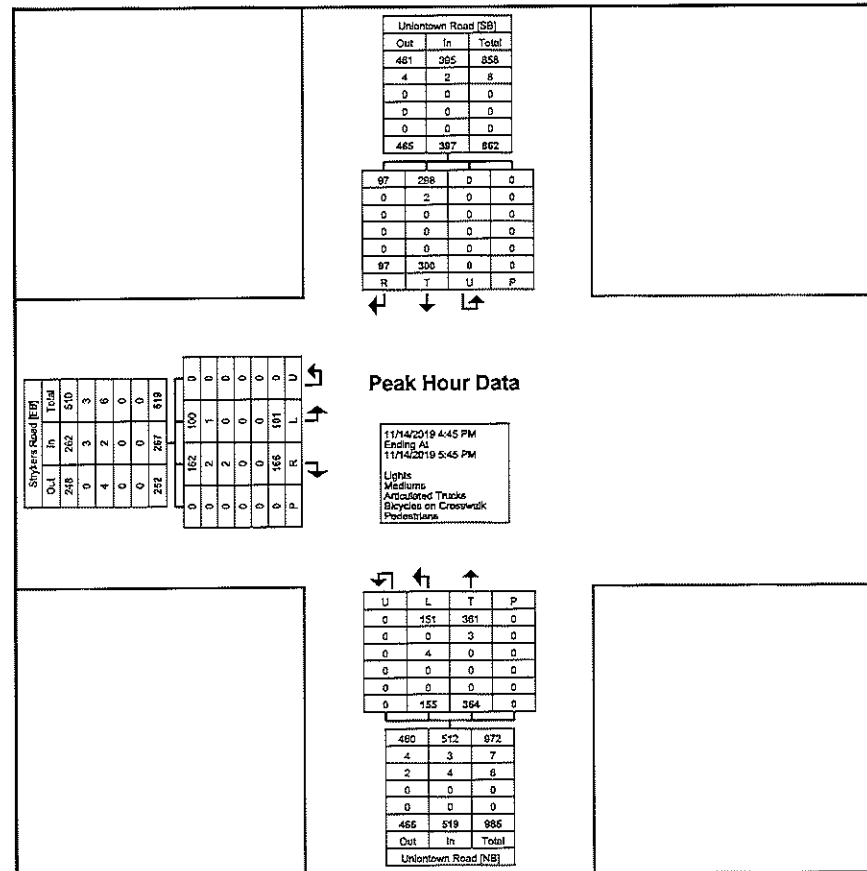 Uniontown Road [SB]
Out In Total
461 395 856
4 2 6
0 0 0
0 0 0
0 0 0
465 397 862
97 298 0 0
0 2 0 0
0 0 0 0
0 0 0 0
0 0 0 0
97 300 0 0
R T U P
Peak Hour Data
Strykers Road [EB]
Out In Total
248 262 510
0 3 3
4 2 6
0 0 0
0 0 0
252 267 519
0 0 0 0 0 0 U
100 1 0 0 0 101 L
162 2 2 0 0 166 R
0 0 0 0 0 0 P
11/14/2019 4:45 PM
Ending At
11/14/2019 5:45 PM
Lights
Mediums
Articulated Trucks
Bicycles on Crosswalk
Pedestrians
U L T P
0 151 361 0
0 0 3 0
0 4 0 0
0 0 0 0
0 0 0 0
0 155 364 0
460 512 972
4 3 7
2 4 6
0 0 0
0 0 0
466 519 985
Out In Total
Uniontown Road [NB]